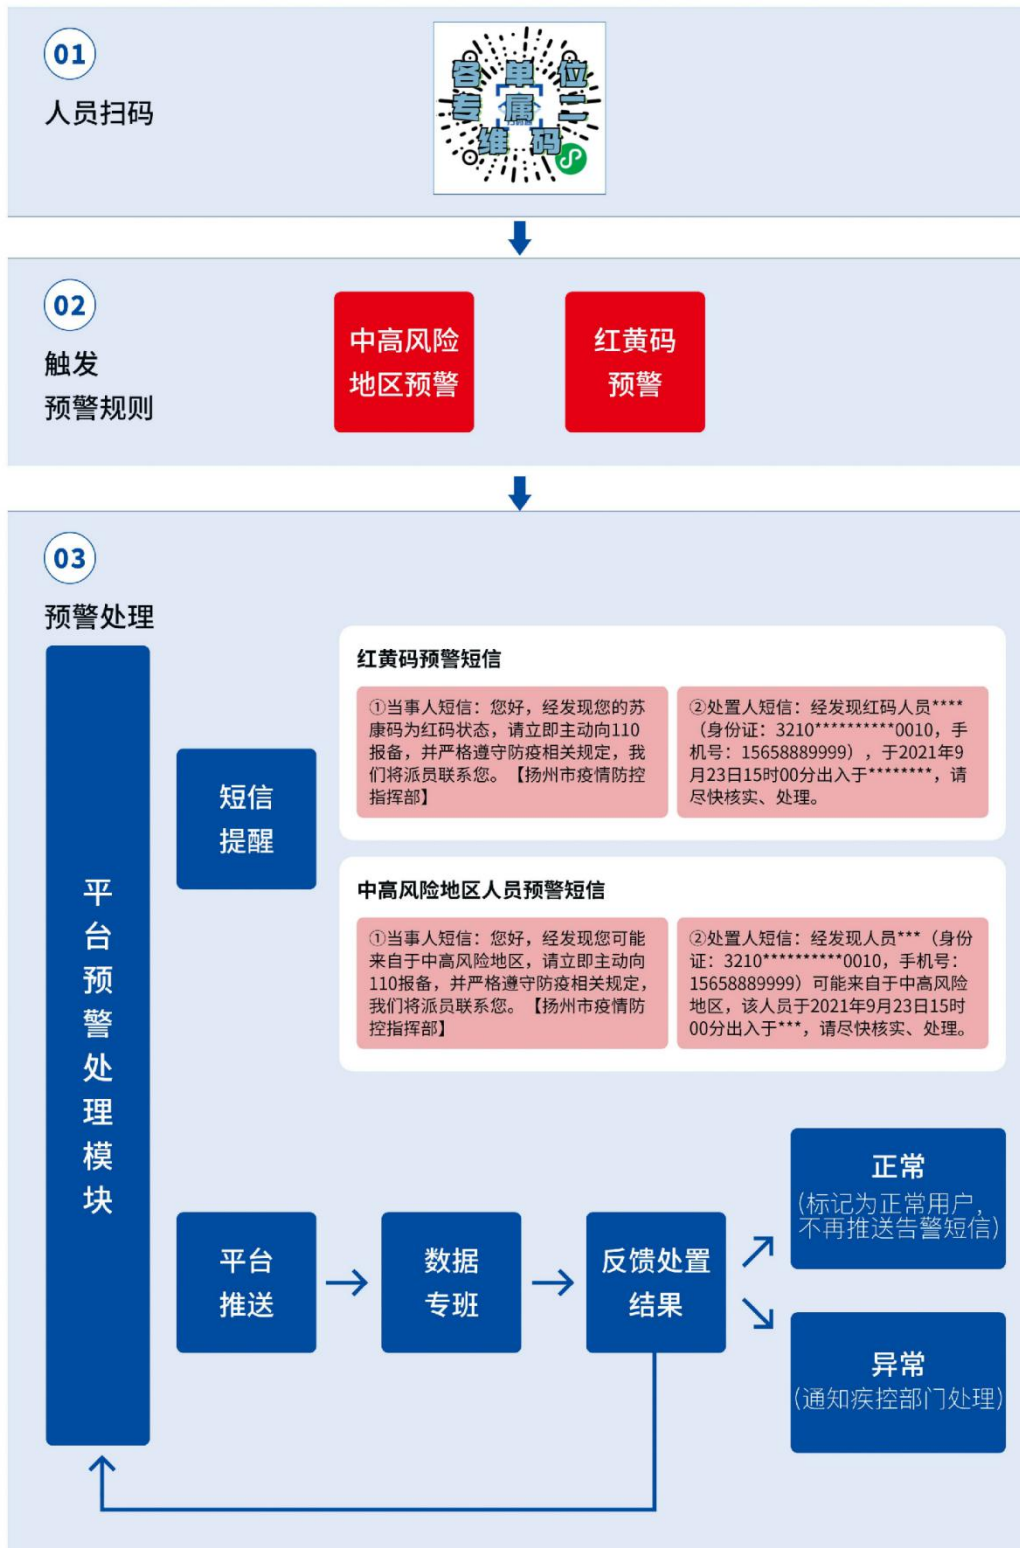 01
人员扫码
各单位
专属二
维码
02
触发
预警规则
中高风险
地区预警
红黄码
预警
03
预警处理
平台预警处理模块
短信
提醒
红黄码预警短信
①当事人短信：您好，经发现您的苏
康码为红码状态，请立即主动向110
报备，并严格遵守防疫相关规定，我
们将派员联系您。【扬州市疫情防控
指挥部】
②处置人短信：经发现红码人员****
（身份证：3210**********0010，手
机号：15658889999），于2021年9
月23日15时00分出入于********，请
尽快核实、处理。
中高风险地区人员预警短信
①当事人短信：您好，经发现您可能
来自于中高风险地区，请立即主动向
110报备，并严格遵守防疫相关规定，
我们将派员联系您。【扬州市疫情防
控指挥部】
②处置人短信：经发现人员***（身份
证：3210**********0010，手机号：
15658889999）可能来自于中高风险
地区，该人员于2021年9月23日15时
00分出入于***，请尽快核实、处理。
平台
推送
数据
专班
反馈处置
结果
正常
(标记为正常用户，
不再推送告警短信)
异常
(通知疾控部门处理)